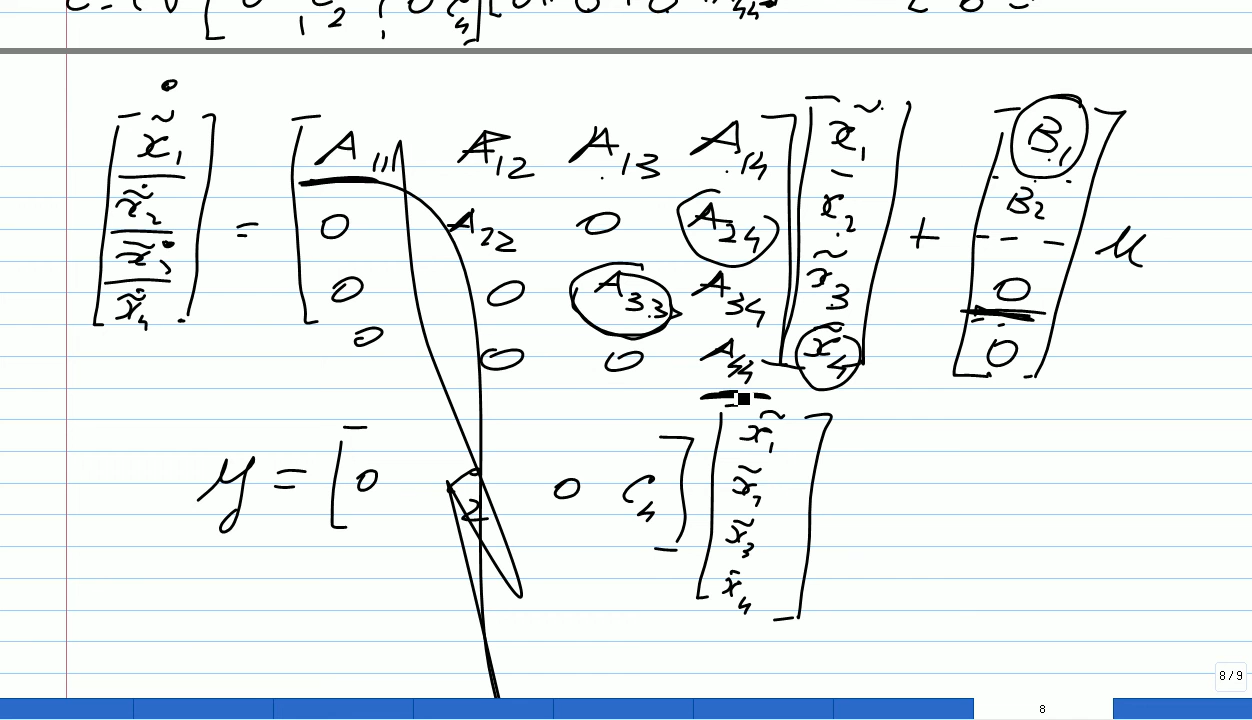 [x̃̇₁ / x̃̇₂ / x̃̇₃ / x̃̇₄] = [A₁₁ A₁₂ A₁₃ A₁₄ / 0 A₂₂ 0 A₂₄ / 0 0 A₃₃ A₃₄ / 0 0 0 A₄₄] [x̃₁ / x̃₂ / x̃₃ / x̃₄] + [B₁ / B₂ / 0 / 0] u
y = [0 C₂ 0 C₄] [x̃₁ / x̃₂ / x̃₃ / x̃₄]
8/9
8